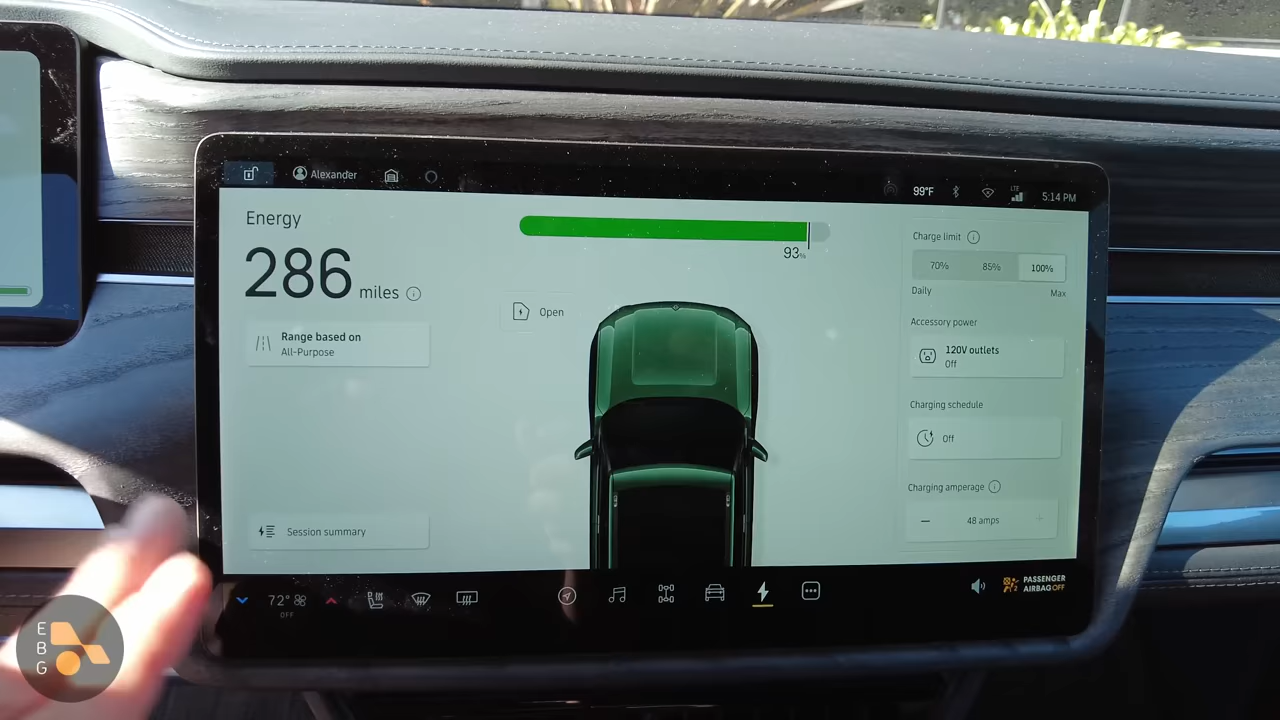 Alexander
99°F
LTE
5:14 PM
Energy
286 miles
Range based on
All-Purpose
Session summary
93%
Open
Charge limit
70% 85% 100%
Daily Max
Accessory power
120V outlets
Off
Charging schedule
Off
Charging amperage
48 amps
72°
OFF
PASSENGER
AIRBAG OFF
E
B
G